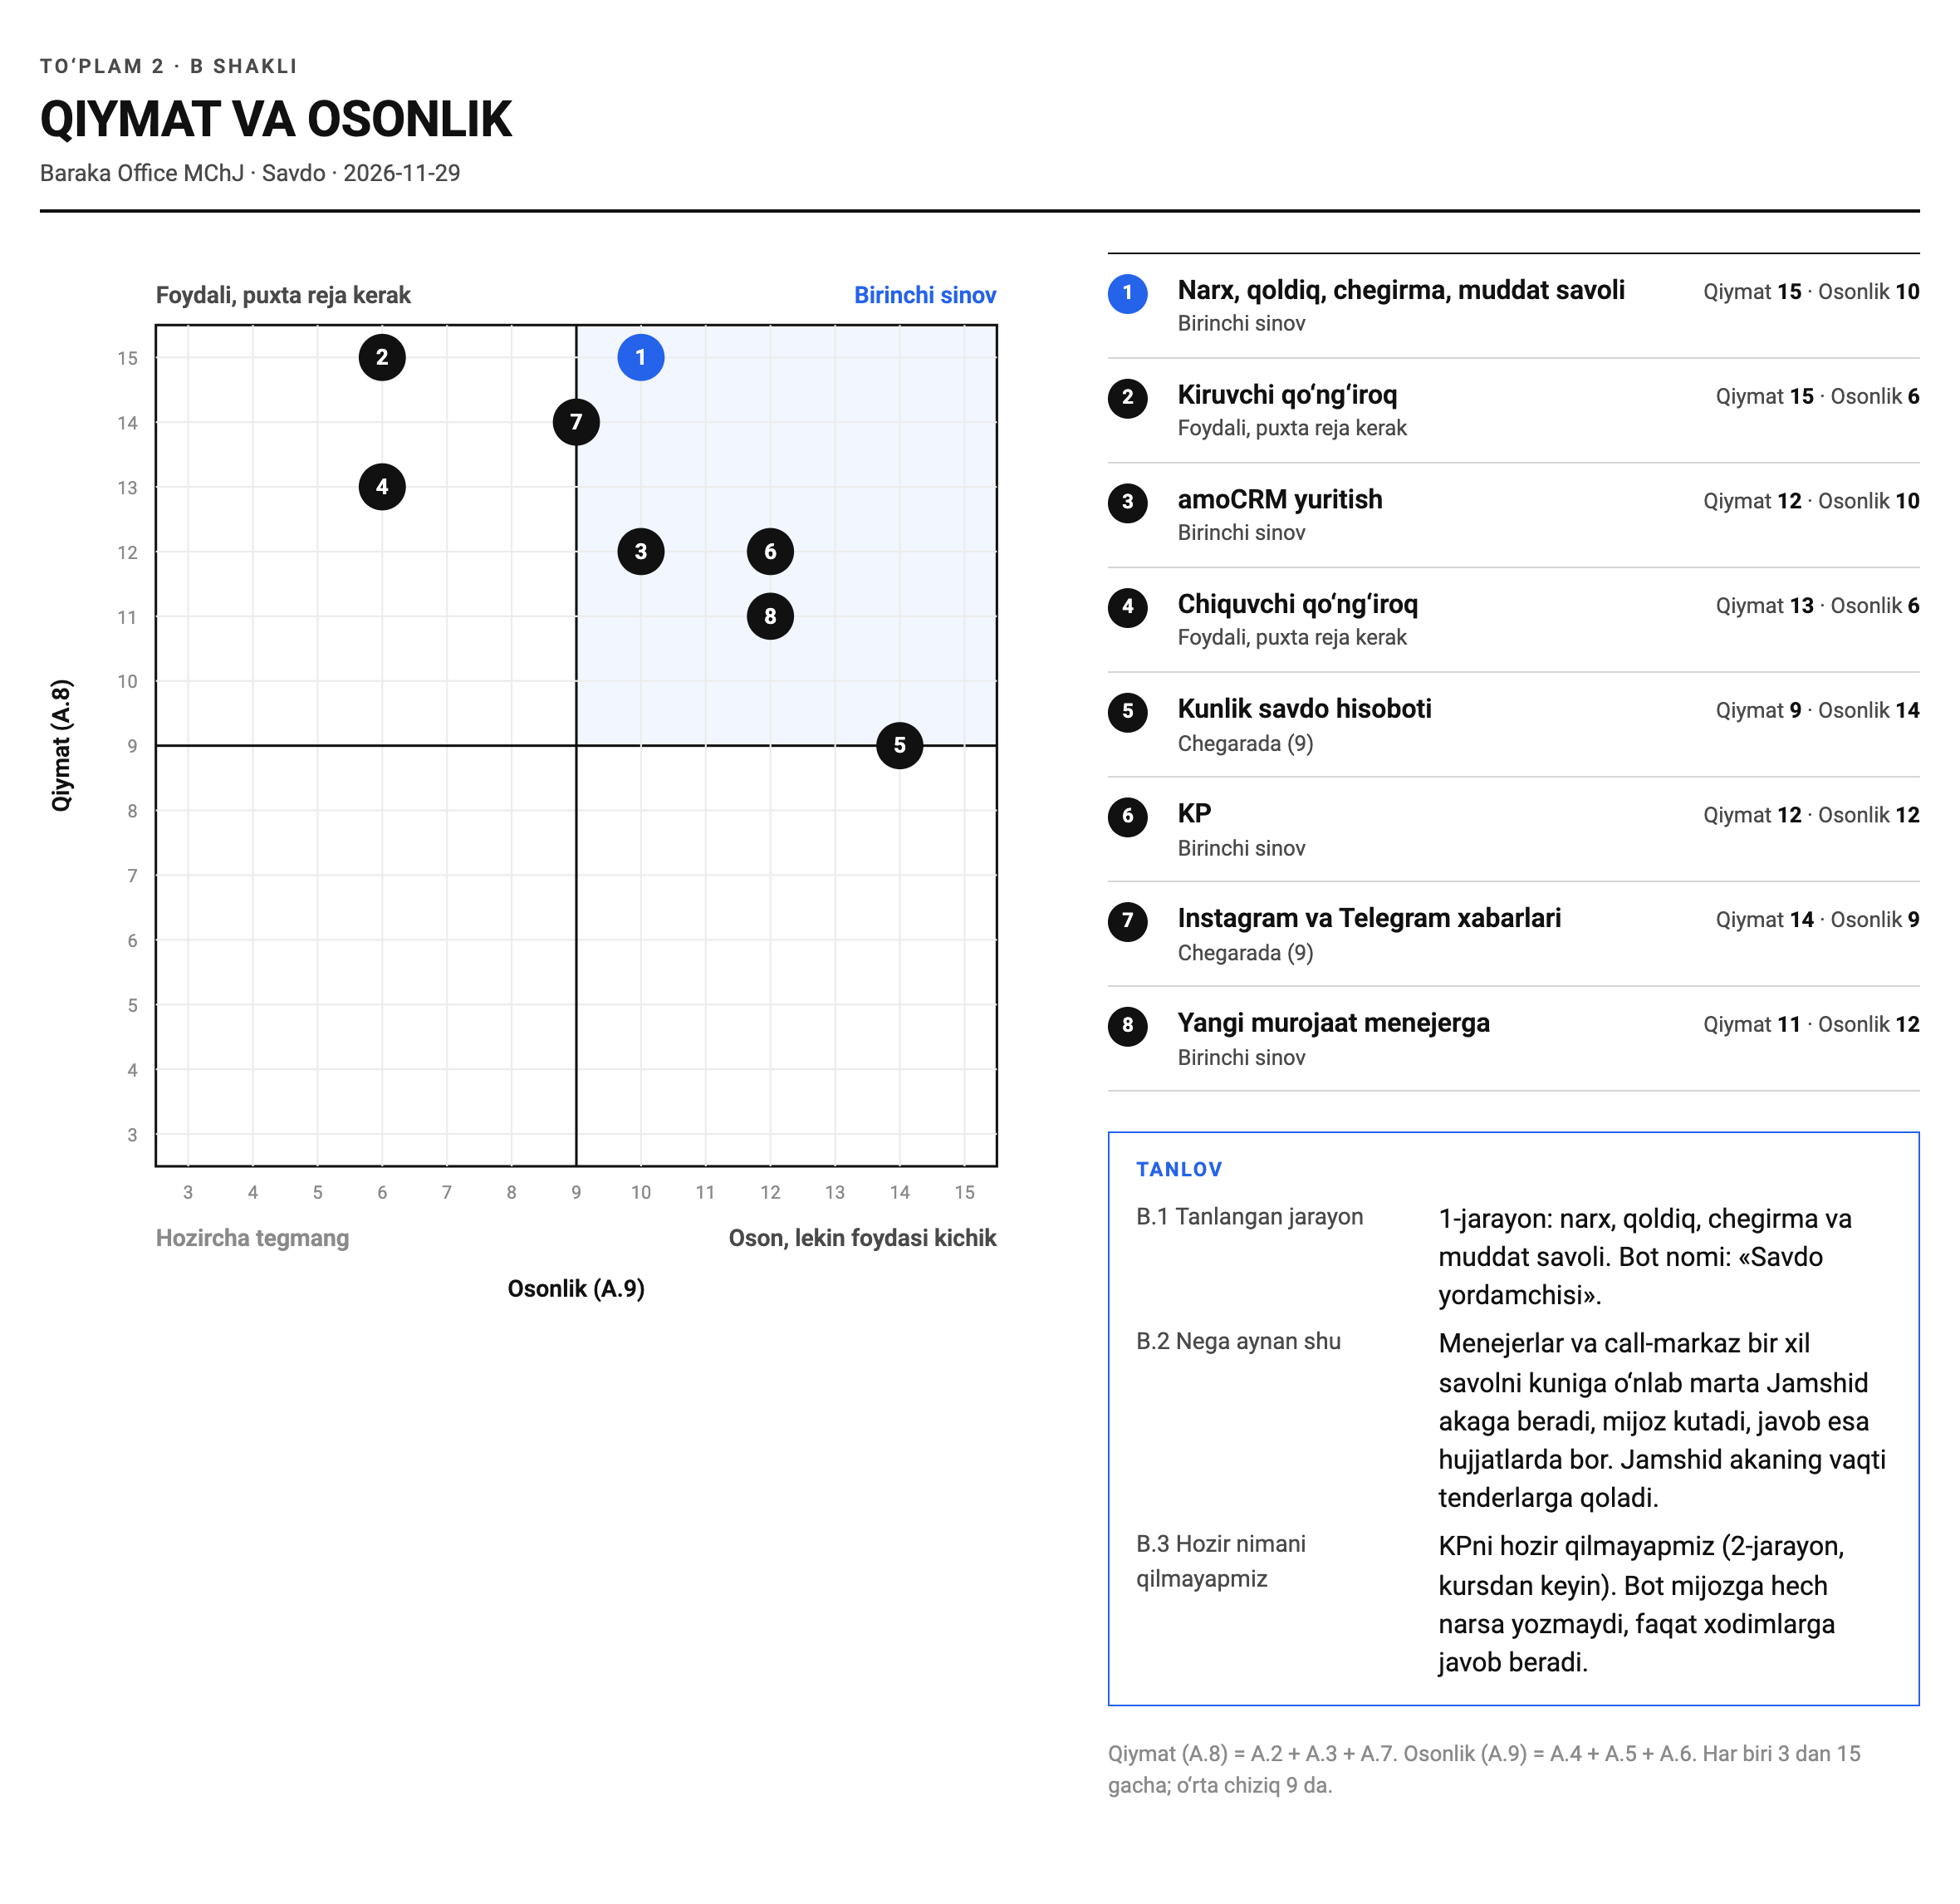 TO‘PLAM 2 · B SHAKLI
QIYMAT VA OSONLIK
Baraka Office MChJ · Savdo · 2026-11-29
Foydali, puxta reja kerak
Birinchi sinov
Qiymat (A.8)
15
14
13
12
11
10
9
8
7
6
5
4
3
2
1
7
4
3
6
8
5
3 4 5 6 7 8 9 10 11 12 13 14 15
Hozircha tegmang
Oson, lekin foydasi kichik
Osonlik (A.9)
1 Narx, qoldiq, chegirma, muddat savoli Qiymat 15 · Osonlik 10
Birinchi sinov
2 Kiruvchi qo‘ng‘iroq Qiymat 15 · Osonlik 6
Foydali, puxta reja kerak
3 amoCRM yuritish Qiymat 12 · Osonlik 10
Birinchi sinov
4 Chiquvchi qo‘ng‘iroq Qiymat 13 · Osonlik 6
Foydali, puxta reja kerak
5 Kunlik savdo hisoboti Qiymat 9 · Osonlik 14
Chegarada (9)
6 KP Qiymat 12 · Osonlik 12
Birinchi sinov
7 Instagram va Telegram xabarlari Qiymat 14 · Osonlik 9
Chegarada (9)
8 Yangi murojaat menejerga Qiymat 11 · Osonlik 12
Birinchi sinov
TANLOV
B.1 Tanlangan jarayon
1-jarayon: narx, qoldiq, chegirma va
muddat savoli. Bot nomi: «Savdo
yordamchisi».
B.2 Nega aynan shu
Menejerlar va call-markaz bir xil
savolni kuniga o‘nlab marta Jamshid
akaga beradi, mijoz kutadi, javob esa
hujjatlarda bor. Jamshid akaning vaqti
tenderlarga qoladi.
B.3 Hozir nimani
qilmayapmiz
KPni hozir qilmayapmiz (2-jarayon,
kursdan keyin). Bot mijozga hech
narsa yozmaydi, faqat xodimlarga
javob beradi.
Qiymat (A.8) = A.2 + A.3 + A.7. Osonlik (A.9) = A.4 + A.5 + A.6. Har biri 3 dan 15
gacha; o‘rta chiziq 9 da.